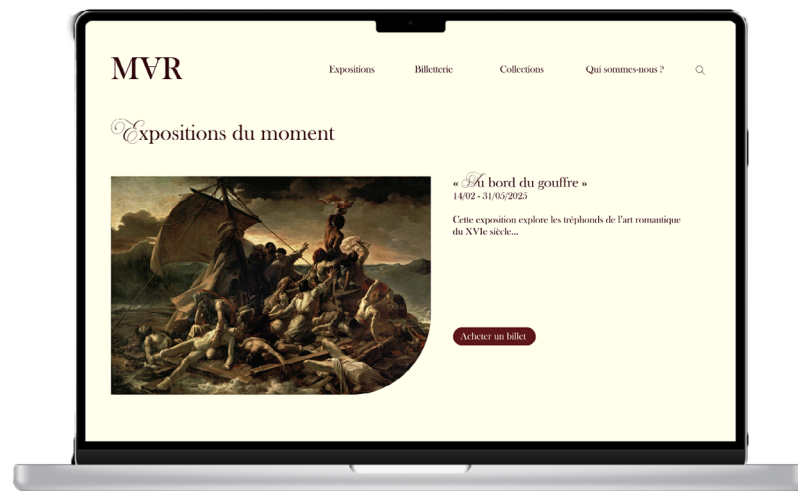 MVR
Expositions
Billetterie
Collections
Qui sommes-nous ?
Expositions du moment
« Au bord du gouffre »
14/02 - 31/05/2025
Cette exposition explore les tréphonds de l'art romantique
du XVIe siècle...
Acheter un billet